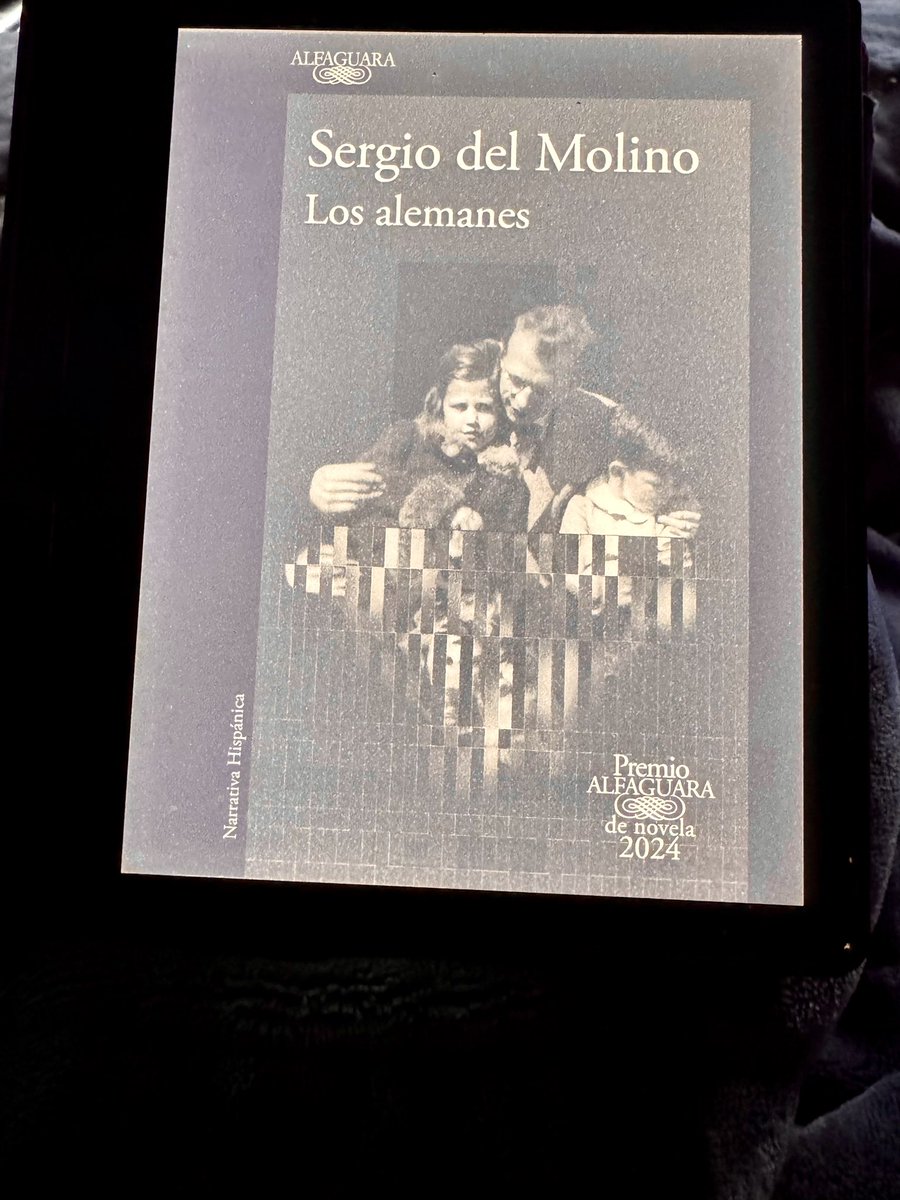 ALFAGUARA
Sergio del Molino
Los alemanes
Narrativa Hispánica
Premio
ALFAGUARA
de novela
2024